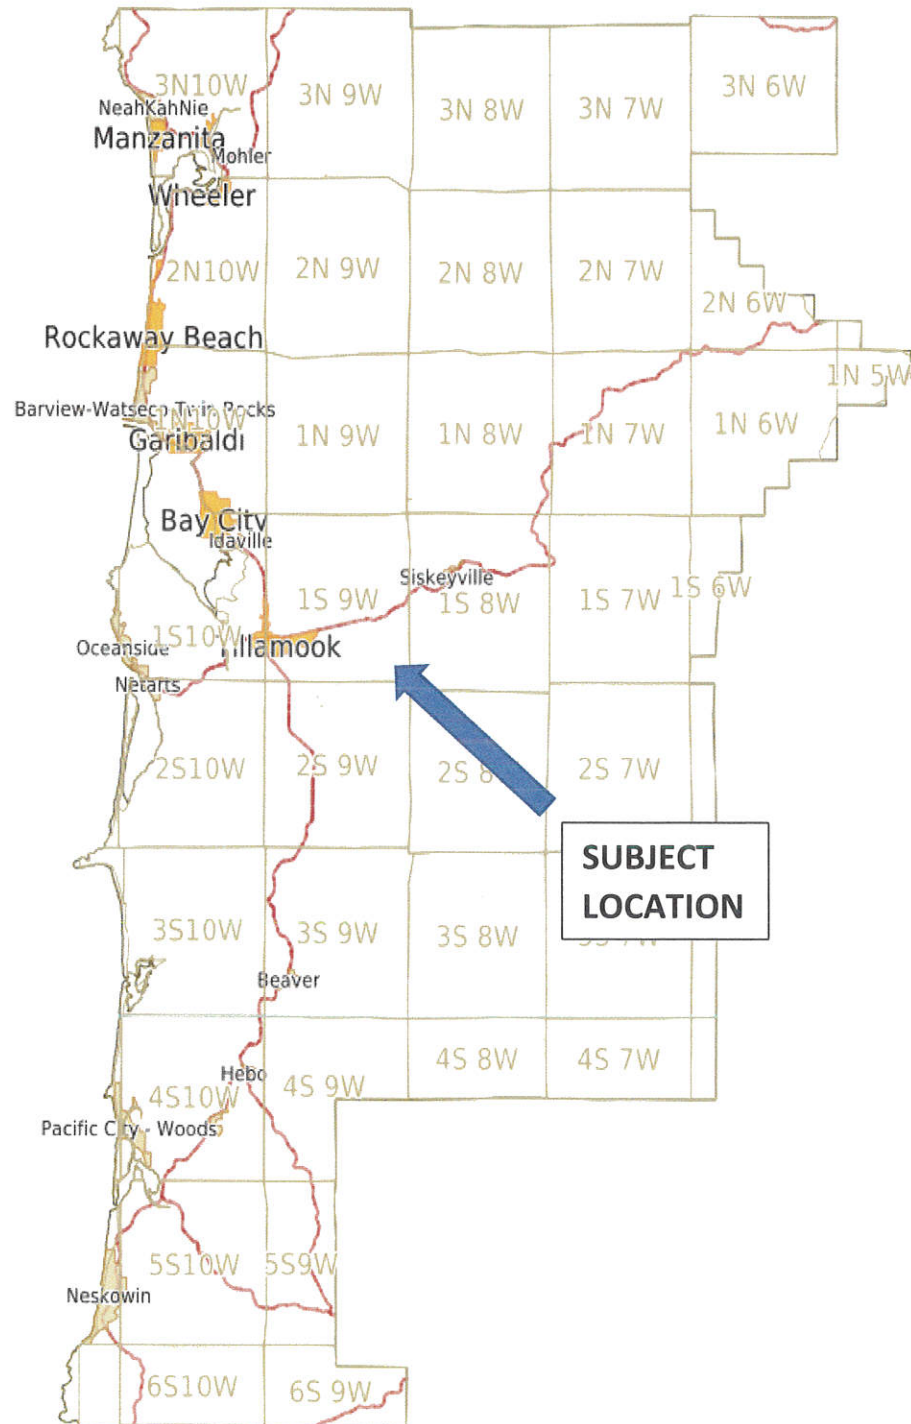 3N10W
3N 9W
3N 8W
3N 7W
3N 6W
NeahKahNie
Manzanita
Mohler
Wheeler
2N10W
2N 9W
2N 8W
2N 7W
2N 6W
Rockaway Beach
1N 5W
Barview-Watseco-Twin Rocks
1N10W
Garibaldi
1N 9W
1N 8W
1N 7W
1N 6W
Bay City
Idaville
Siskeyville
1S 9W
1S 8W
1S 7W
1S 6W
1S10W
Oceanside
Tillamook
Netarts
2S10W
2S 9W
2S 8
2S 7W
SUBJECT
LOCATION
3S10W
3S 9W
3S 8W
Beaver
4S 8W
4S 7W
Hebo
4S10W
4S 9W
Pacific City - Woods
5S10W
5S9W
Neskowin
6S10W
6S 9W